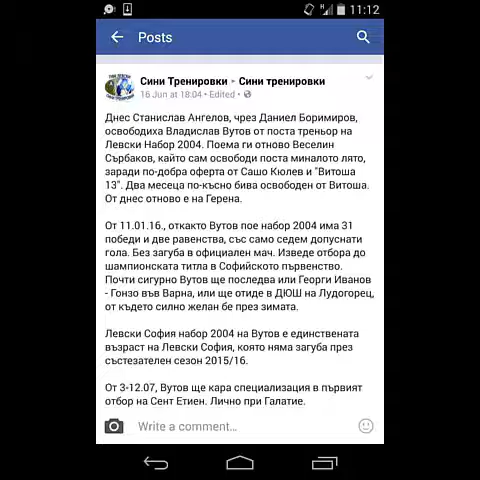 11:12
Posts
Сини Тренировки ▸ Сини тренировки
16 Jun at 18:04 • Edited •
Днес Станислав Ангелов, чрез Даниел Боримиров,
освободиха Владислав Вутов от поста треньор на
Левски Набор 2004. Поема ги отново Веселин
Сърбаков, кайто сам освободи поста миналото лято,
заради по-добра оферта от Сашо Кюлев и "Витоша
13". Два месеца по-късно бива освободен от Витоша.
От днес отново е на Герена.
От 11.01.16., откакто Вутов пое набор 2004 има 31
победи и две равенства, със само седем допуснати
гола. Без загуба в официален мач. Изведе отбора до
шампионската титла в Софийското първенство.
Почти сигурно Вутов ще последва или Георги Иванов
- Гонзо във Варна, или ще отиде в ДЮШ на Лудогорец,
от където силно желан бе през зимата.
Левски София набор 2004 на Вутов е единствената
възраст на Левски София, която няма загуба през
състезателен сезон 2015/16.
От 3-12.07, Вутов ще кара специализация в първият
отбор на Сент Етиен. Лично при Галатие.
Write a comment...